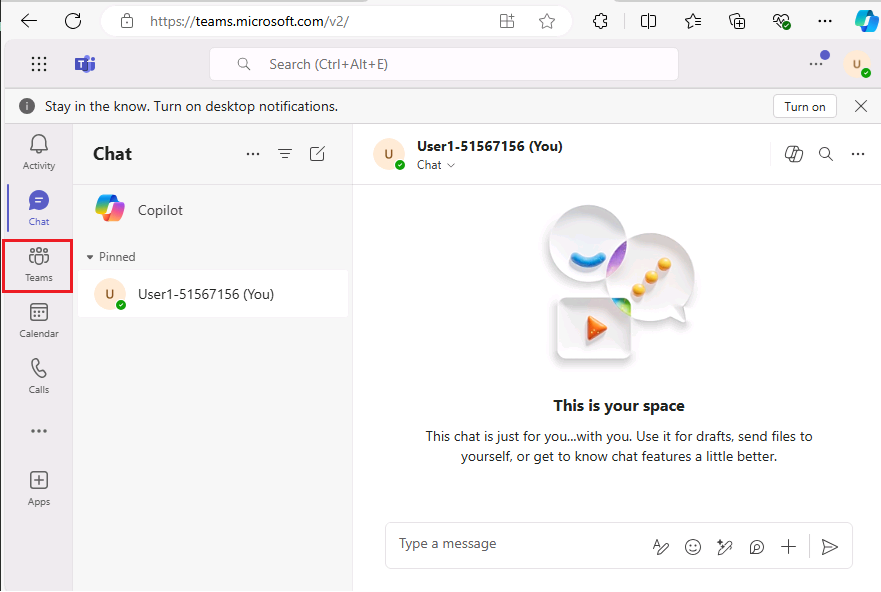 https://teams.microsoft.com/v2/
Search (Ctrl+Alt+E)
U
Stay in the know. Turn on desktop notifications.
Turn on
Activity
Chat
Teams
Calendar
Calls
Apps
Chat
Copilot
Pinned
U
User1-51567156 (You)
U
User1-51567156 (You)
Chat
This is your space
This chat is just for you...with you. Use it for drafts, send files to
yourself, or get to know chat features a little better.
Type a message